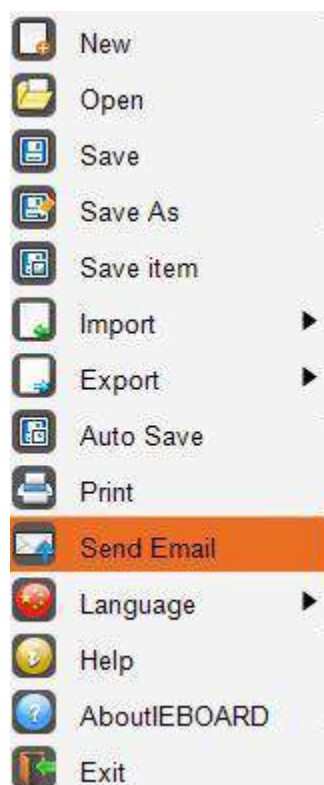 New
Open
Save
Save As
Save item
Import
Export
Auto Save
Print
Send Email
Language
Help
AboutIEBOARD
Exit